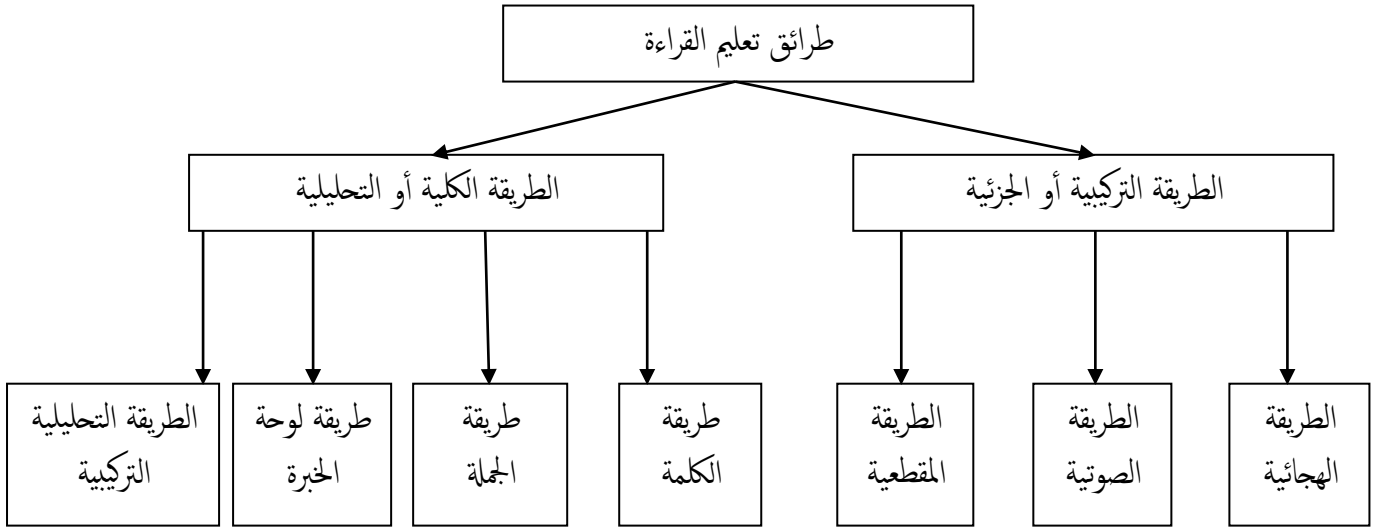 طرائق تعليم القراءة
الطريقة التركيبية أو الجزئية
الطريقة الكلية أو التحليلية
الطريقة
الهجائية
الطريقة
الصوتية
الطريقة
المقطعية
طريقة
الكلمة
طريقة
الجملة
طريقة لوحة
الخبرة
الطريقة التحليلية
التركيبية